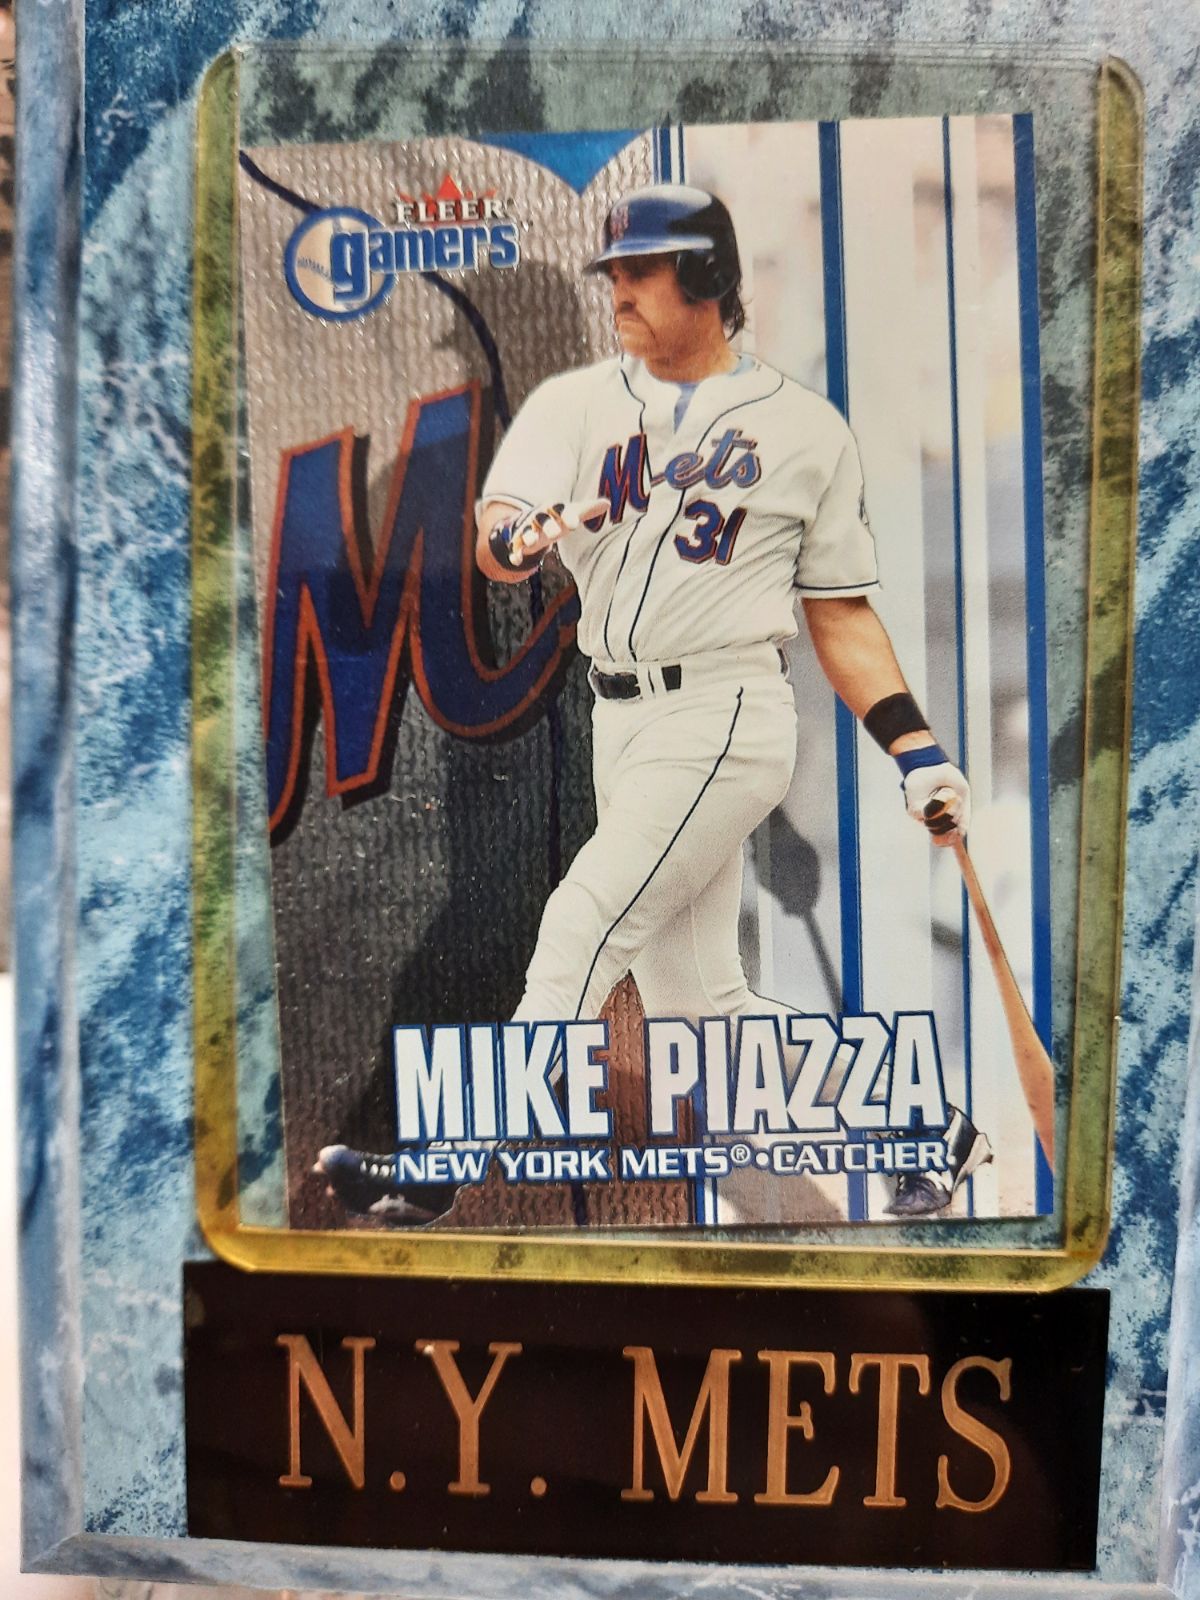 FLEER
gamers
M
Mets
31
MIKE PIAZZA
NEW YORK METS®•CATCHER
N.Y. METS